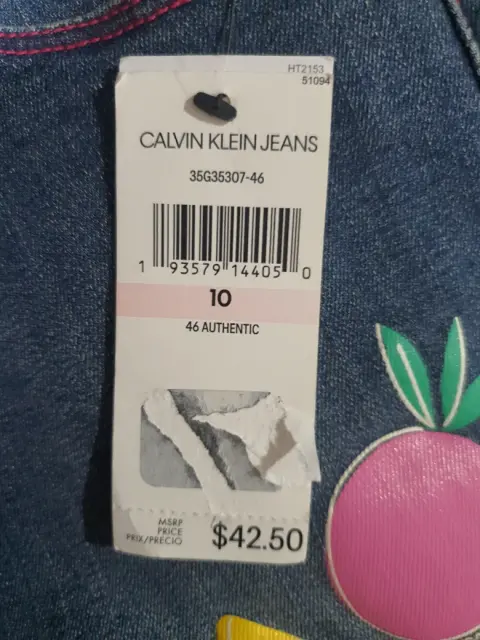 HT2153
51094
CALVIN KLEIN JEANS
35G35307-46
1 93579 14405 0
10
46 AUTHENTIC
MSRP
PRICE
PRIX/PRECIO
$42.50